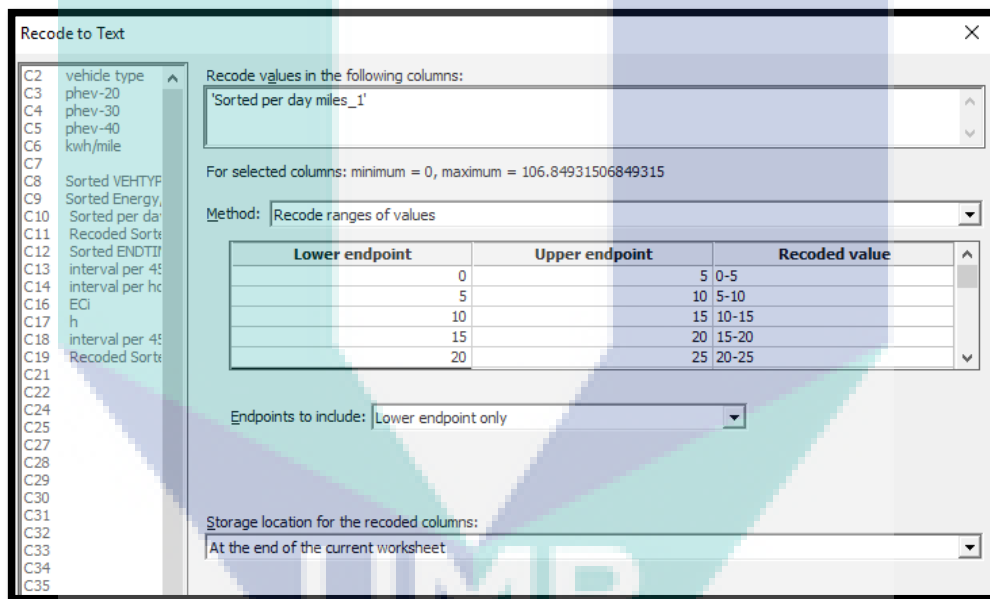 Recode to Text
C2 vehicle type
C3 phev-20
C4 phev-30
C5 phev-40
C6 kwh/mile
C7
C8 Sorted VEHTYP
C9 Sorted Energy,
C10 Sorted per da
C11 Recoded Sorte
C12 Sorted ENDTI
C13 interval per 45
C14 interval per ho
C16 ECi
C17 h
C18 interval per 45
C19 Recoded Sorte
C21
C22
C24
C25
C27
C28
C29
C30
C31
C32
C33
C34
C35
Recode values in the following columns:
'Sorted per day miles_1'
For selected columns: minimum = 0, maximum = 106.84931506849315
Method: Recode ranges of values
Lower endpoint Upper endpoint Recoded value
0 5 0-5
5 10 5-10
10 15 10-15
15 20 15-20
20 25 20-25
Endpoints to include: Lower endpoint only
Storage location for the recoded columns:
At the end of the current worksheet
UMP